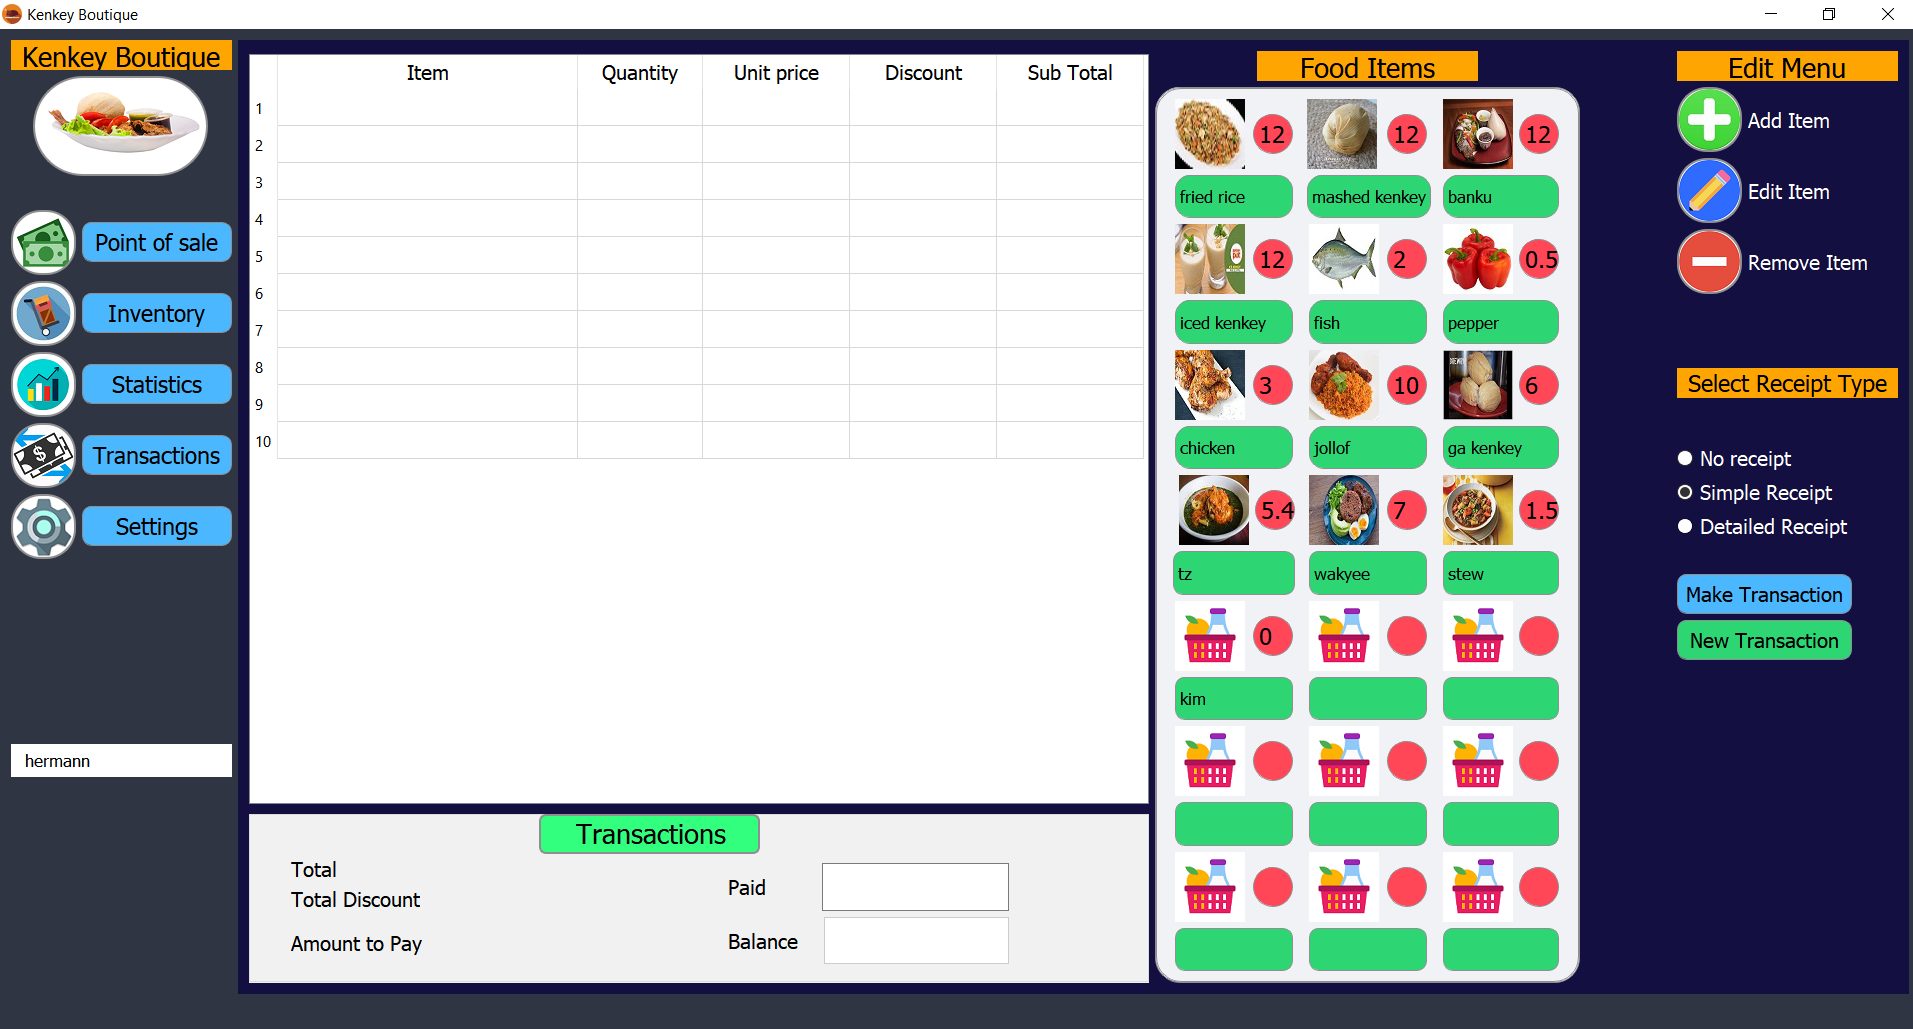 Kenkey Boutique
Kenkey Boutique
Point of sale
Inventory
Statistics
Transactions
Settings
hermann
Item Quantity Unit price Discount Sub Total
1
2
3
4
5
6
7
8
9
10
Transactions
Total
Total Discount
Amount to Pay
Paid
Balance
Food Items
12 12 12
fried rice mashed kenkey banku
12 2 0.5
iced kenkey fish pepper
3 10 6
chicken jollof ga kenkey
5.4 7 1.5
tz wakyee stew
0
kim
Edit Menu
Add Item
Edit Item
Remove Item
Select Receipt Type
No receipt
Simple Receipt
Detailed Receipt
Make Transaction
New Transaction